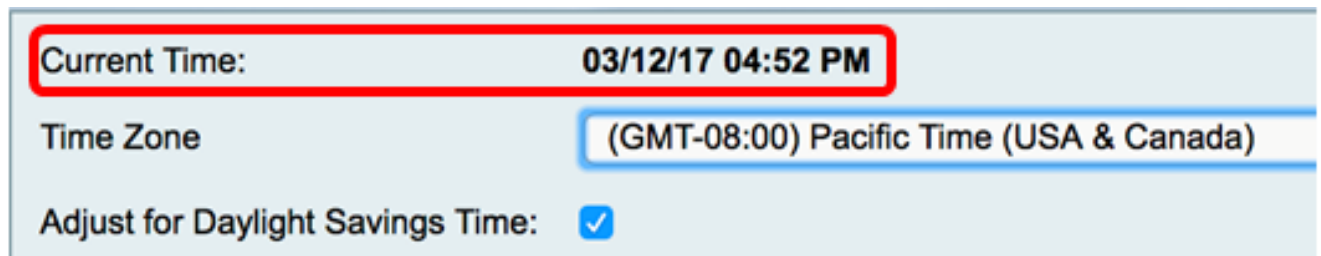 Current Time: 03/12/17 04:52 PM
Time Zone (GMT-08:00) Pacific Time (USA & Canada)
Adjust for Daylight Savings Time: